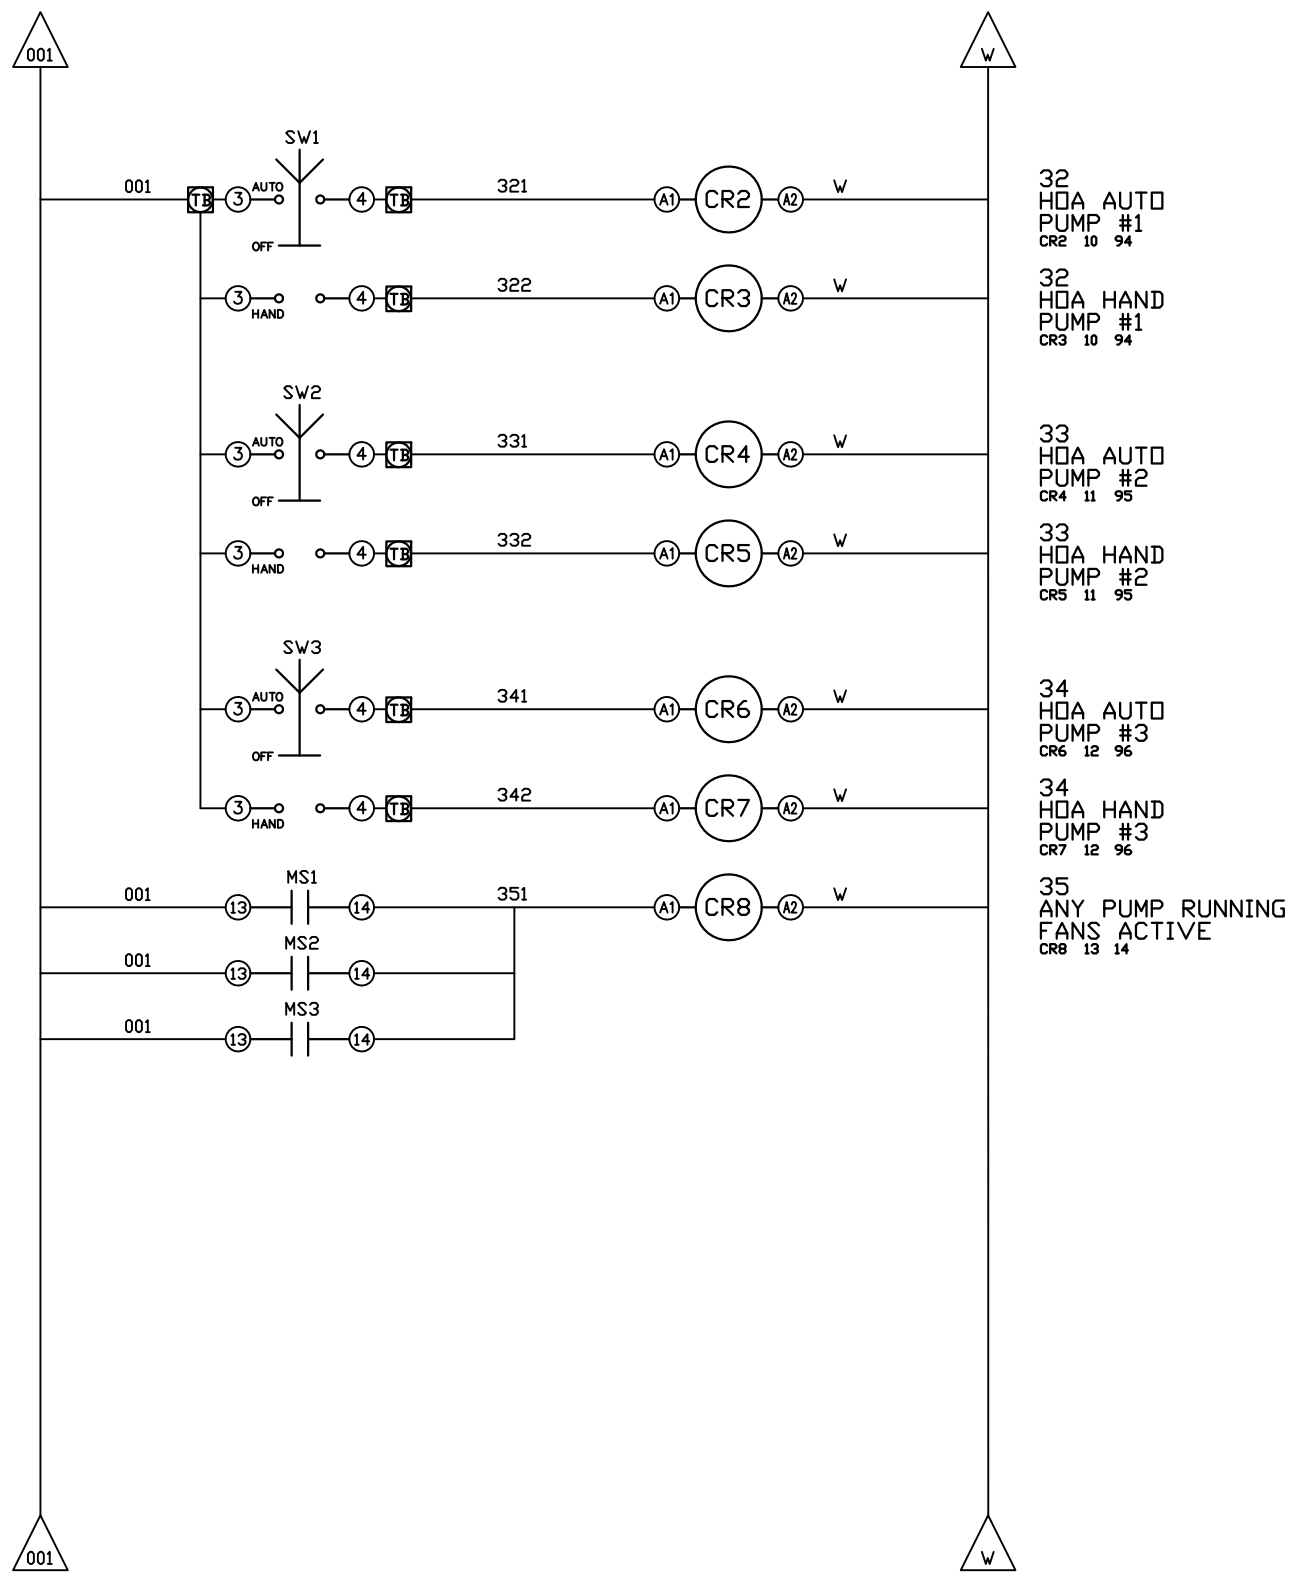 001 W
SW1
001 TB 3 AUTO 4 TB 321 A1 CR2 A2 W
OFF
32
HOA AUTO
PUMP #1
CR2 10 94
3 HAND 4 TB 322 A1 CR3 A2 W
32
HOA HAND
PUMP #1
CR3 10 94
SW2
3 AUTO 4 TB 331 A1 CR4 A2 W
OFF
33
HOA AUTO
PUMP #2
CR4 11 95
3 HAND 4 TB 332 A1 CR5 A2 W
33
HOA HAND
PUMP #2
CR5 11 95
SW3
3 AUTO 4 TB 341 A1 CR6 A2 W
OFF
34
HOA AUTO
PUMP #3
CR6 12 96
3 HAND 4 TB 342 A1 CR7 A2 W
34
HOA HAND
PUMP #3
CR7 12 96
MS1
001 13 14 351 A1 CR8 A2 W
35
ANY PUMP RUNNING
FANS ACTIVE
CR8 13 14
MS2
001 13 14
MS3
001 13 14
001 W